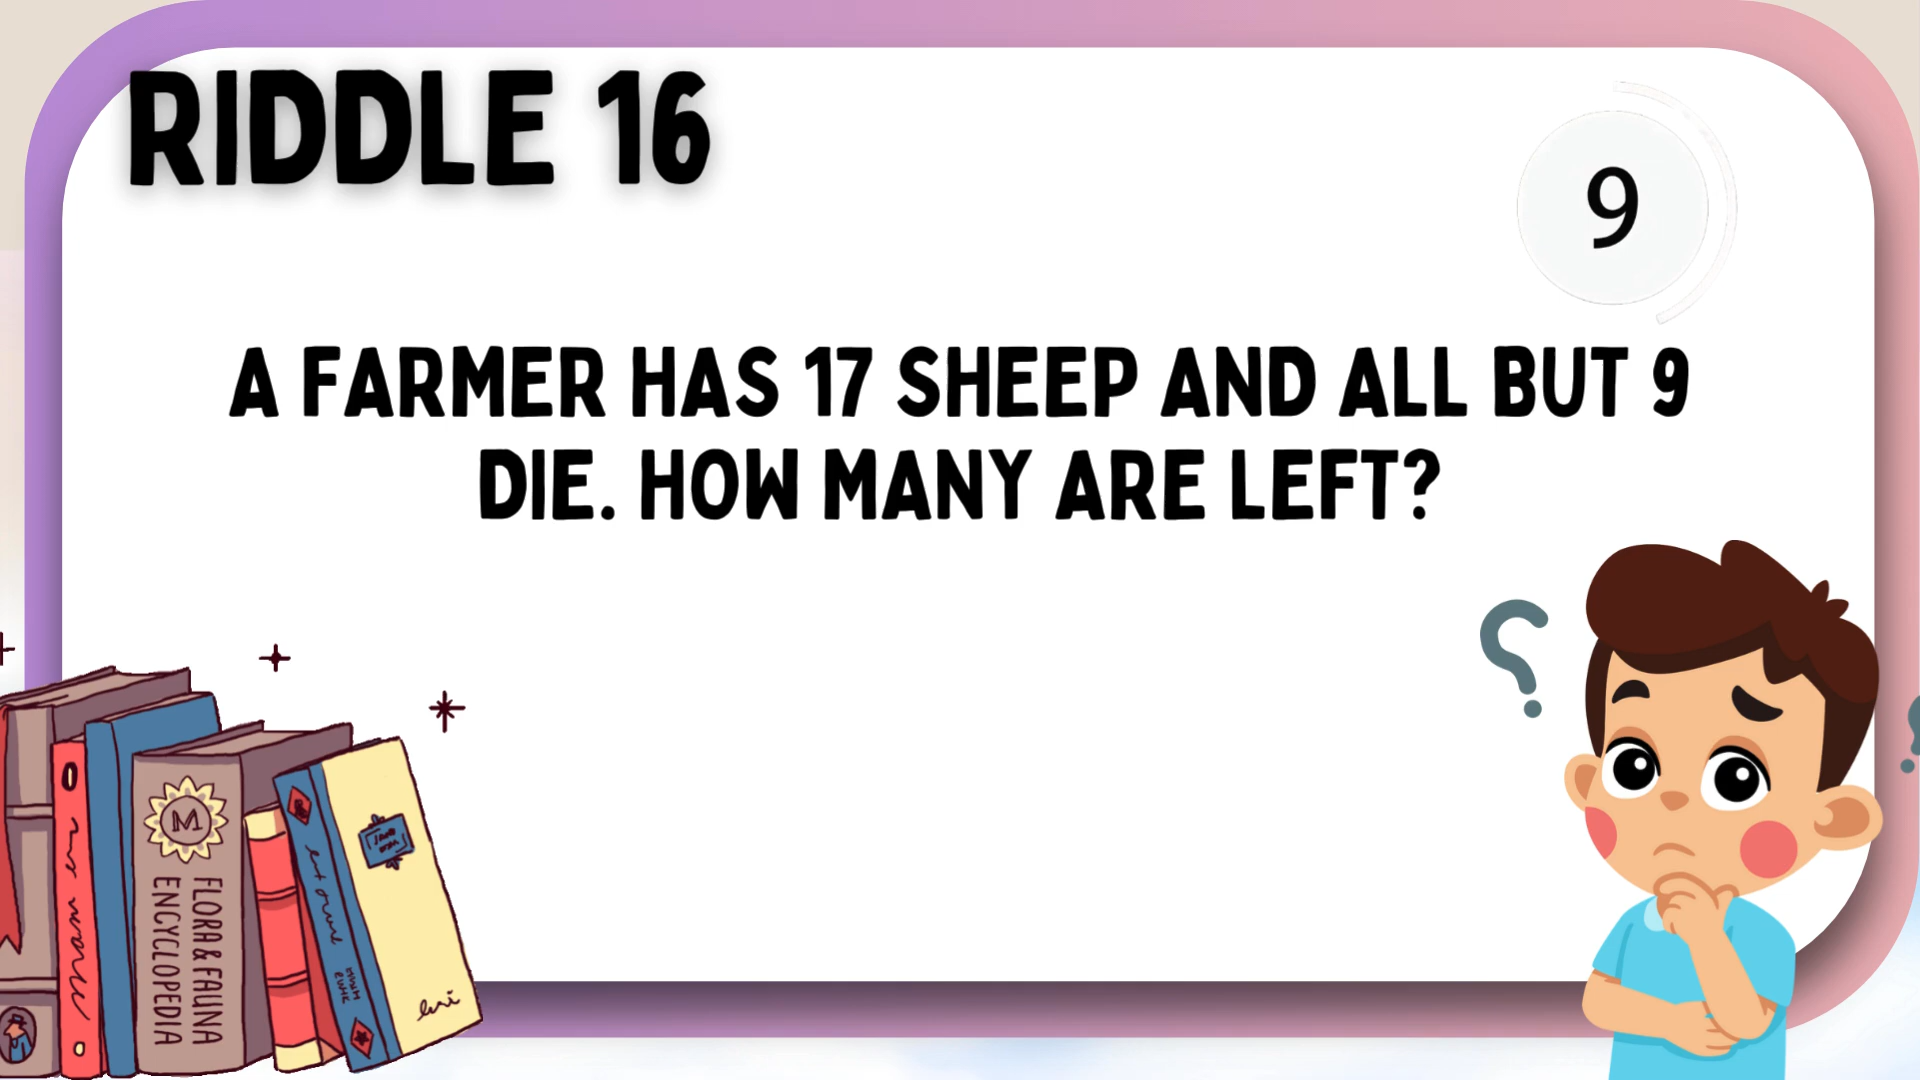 RIDDLE 16
9
A FARMER HAS 17 SHEEP AND ALL BUT 9
DIE. HOW MANY ARE LEFT?
?
M
FLORA & FAUNA
ENCYCLOPEDIA